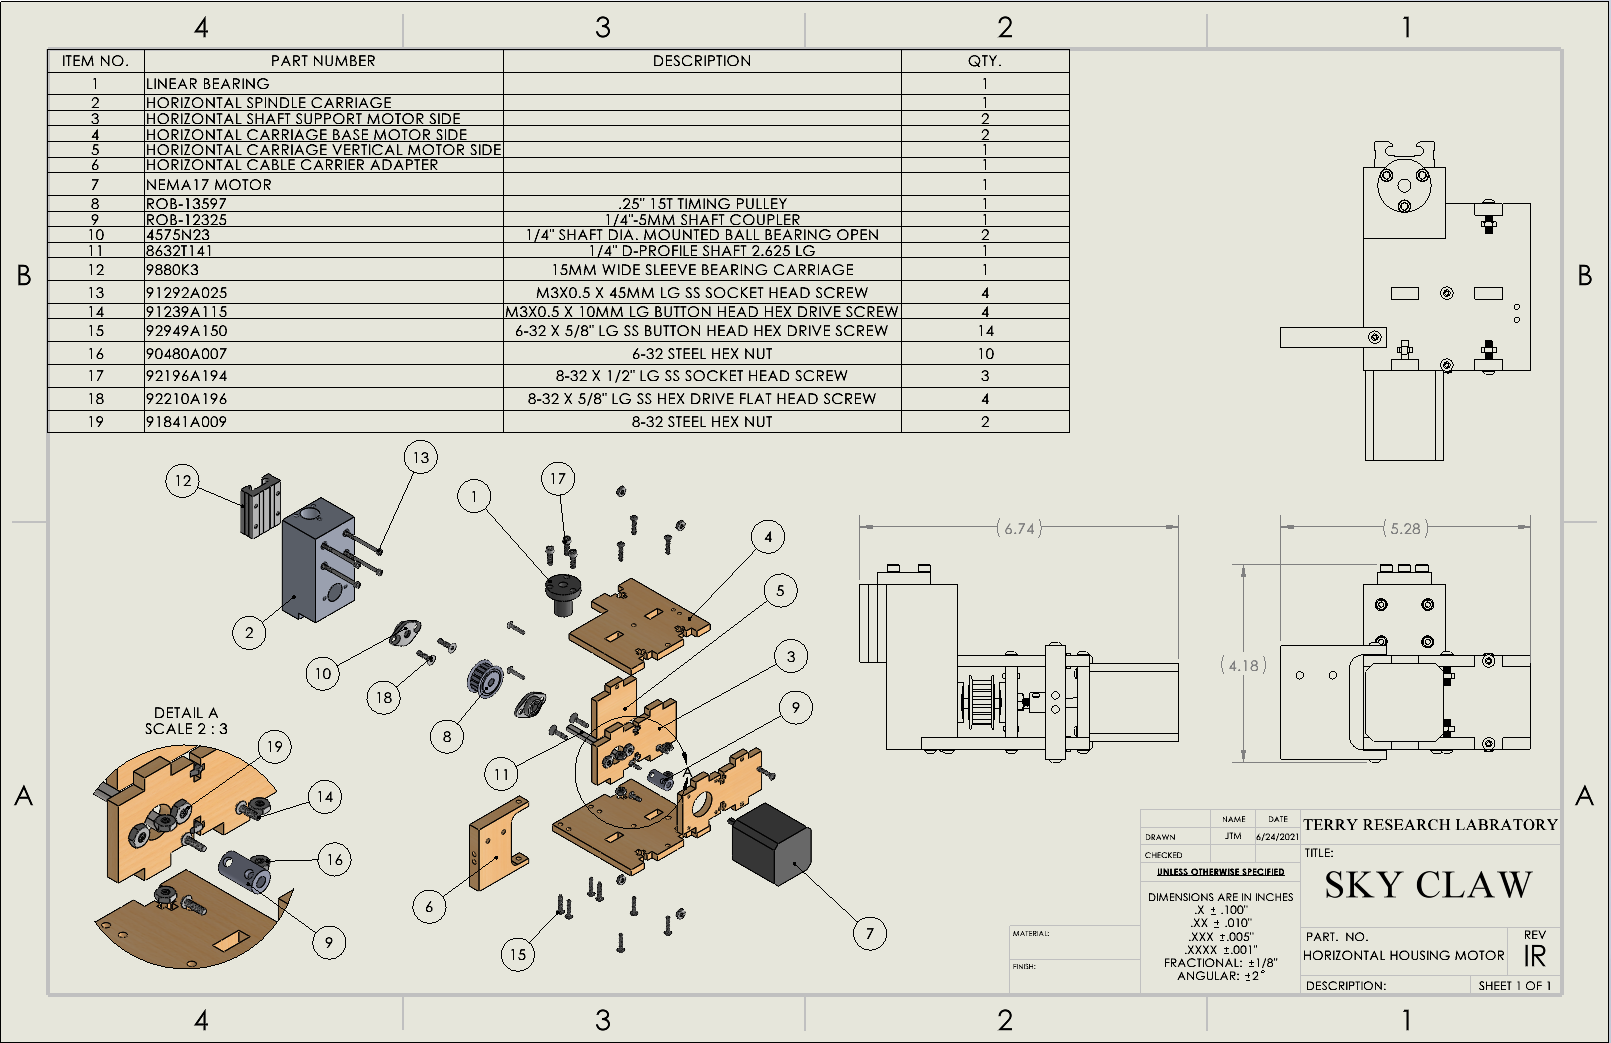 4 3 2 1
ITEM NO. PART NUMBER DESCRIPTION QTY.
1 LINEAR BEARING 1
2 HORIZONTAL SPINDLE CARRIAGE 1
3 HORIZONTAL SHAFT SUPPORT MOTOR SIDE 2
4 HORIZONTAL CARRIAGE BASE MOTOR SIDE 2
5 HORIZONTAL CARRIAGE VERTICAL MOTOR SIDE 1
6 HORIZONTAL CABLE CARRIER ADAPTER 1
7 NEMA17 MOTOR 1
8 ROB-13597 .25" 15T TIMING PULLEY 1
9 ROB-12325 1/4"-5MM SHAFT COUPLER 1
10 4575N23 1/4" SHAFT DIA. MOUNTED BALL BEARING OPEN 2
11 8632T141 1/4" D-PROFILE SHAFT 2.625 LG 1
12 9880K3 15MM WIDE SLEEVE BEARING CARRIAGE 1
13 91292A025 M3X0.5 X 45MM LG SS SOCKET HEAD SCREW 4
14 91239A115 M3X0.5 X 10MM LG BUTTON HEAD HEX DRIVE SCREW 4
15 92949A150 6-32 X 5/8" LG SS BUTTON HEAD HEX DRIVE SCREW 14
16 90480A007 6-32 STEEL HEX NUT 10
17 92196A194 8-32 X 1/2" LG SS SOCKET HEAD SCREW 3
18 92210A196 8-32 X 5/8" LG SS HEX DRIVE FLAT HEAD SCREW 4
19 91841A009 8-32 STEEL HEX NUT 2
B B
12
13
1
17
4
5
3
9
2
10
18
8
11
6
15
7
A
DETAIL A
SCALE 2 : 3
19
14
16
9
(6.74)
(5.28)
(4.18)
A A
NAME DATE
DRAWN JTM 6/24/2021
CHECKED
UNLESS OTHERWISE SPECIFIED
DIMENSIONS ARE IN INCHES
.X ± .100"
.XX ± .010"
.XXX ±.005"
.XXXX ±.001"
FRACTIONAL: ±1/8"
ANGULAR: ±2°
MATERIAL:
FINISH:
TERRY RESEARCH LABRATORY
TITLE:
SKY CLAW
PART. NO.
HORIZONTAL HOUSING MOTOR
REV
IR
DESCRIPTION:
SHEET 1 OF 1
4 3 2 1